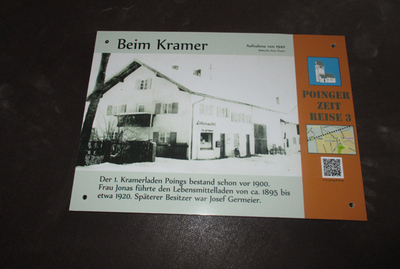 Beim Kramer
Aufnahme von 1940
POINGER
ZEIT
REISE 3
Der 1. Kramerladen Poings bestand schon vor 1900.
Frau Jonas führte den Lebensmittelladen von ca. 1895 bis
etwa 1920. Späterer Besitzer war Josef Germeier.